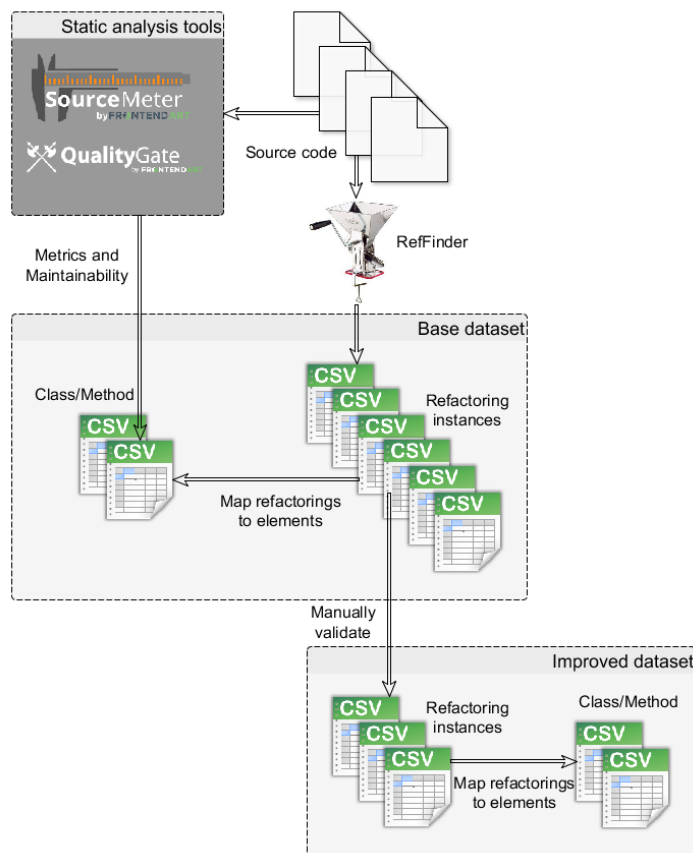 Static analysis tools
SourceMeter
by FRONTENDART
QualityGate
by FRONTENDART
Source code
RefFinder
Metrics and
Maintainability
Base dataset
Class/Method
CSV
CSV
CSV
CSV
CSV
CSV
CSV
CSV
Refactoring
instances
Map refactorings
to elements
Manually
validate
Improved dataset
Refactoring
instances
CSV
CSV
CSV
Class/Method
CSV
CSV
Map refactorings
to elements